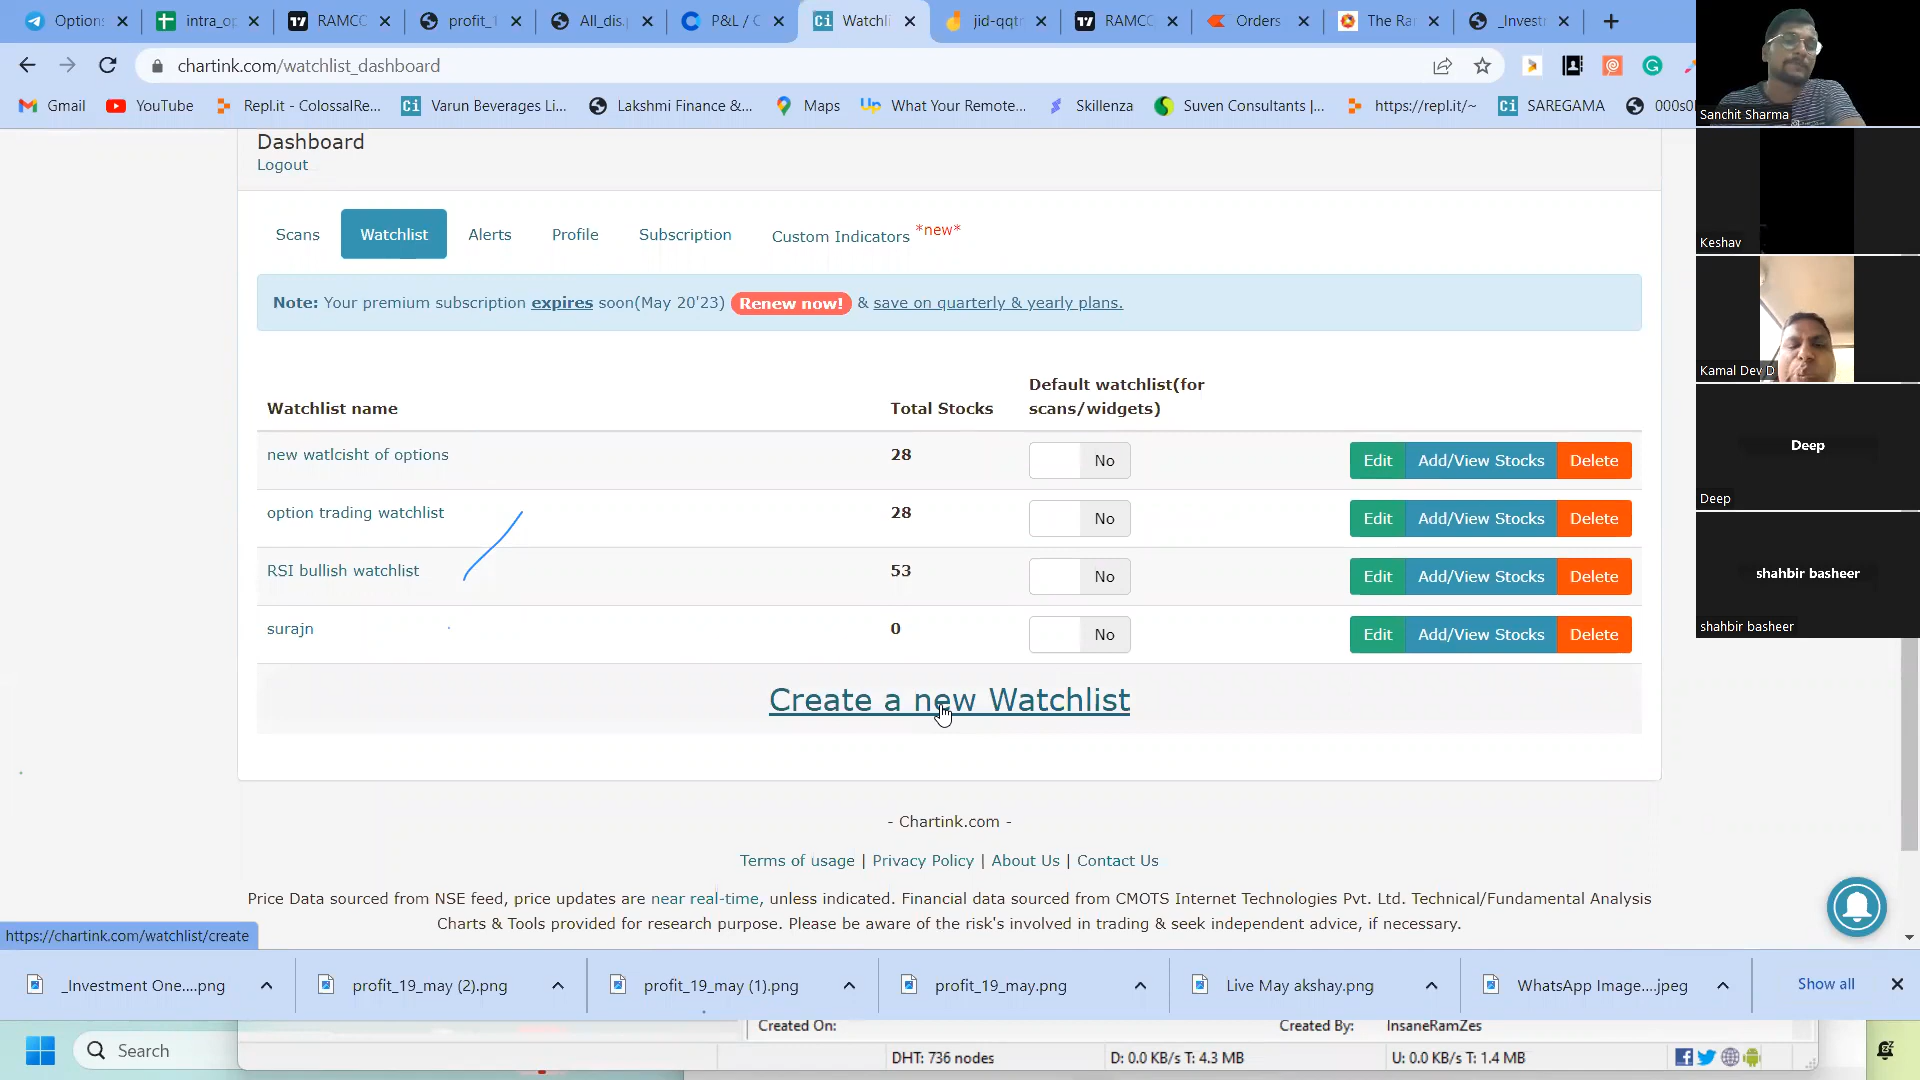 Options
intra_op
RAMCO
profit_1
All_dis.p
P&L / C
Watchli
jid-qqtr
RAMCO
Orders
The Ra
_Investm
chartink.com/watchlist_dashboard
Gmail
YouTube
Repl.it - ColossalRe...
Varun Beverages Li...
Lakshmi Finance &...
Maps
What Your Remote...
Skillenza
Suven Consultants |...
https://repl.it/~
SAREGAMA
Dashboard
Logout
Scans
Watchlist
Alerts
Profile
Subscription
Custom Indicators *new*
Note: Your premium subscription expires soon(May 20'23) Renew now! & save on quarterly & yearly plans.
Watchlist name
Total Stocks
Default watchlist(for
scans/widgets)
new watlcisht of options 28 No Edit Add/View Stocks Delete
option trading watchlist 28 No Edit Add/View Stocks Delete
RSI bullish watchlist 53 No Edit Add/View Stocks Delete
surajn 0 No Edit Add/View Stocks Delete
Create a new Watchlist
- Chartink.com -
Terms of usage | Privacy Policy | About Us | Contact Us
Price Data sourced from NSE feed, price updates are near real-time, unless indicated. Financial data sourced from CMOTS Internet Technologies Pvt. Ltd. Technical/Fundamental Analysis
Charts & Tools provided for research purpose. Please be aware of the risk's involved in trading & seek independent advice, if necessary.
https://chartink.com/watchlist/create
_Investment One....png
profit_19_may (2).png
profit_19_may (1).png
profit_19_may.png
Live May akshay.png
WhatsApp Image....jpeg
Show all
Search
Created On:
Created By:
InsaneRamZes
DHT: 736 nodes
D: 0.0 KB/s T: 4.3 MB
U: 0.0 KB/s T: 1.4 MB
Sanchit Sharma
Keshav
Kamal Dev D
Deep
Deep
shahbir basheer
shahbir basheer